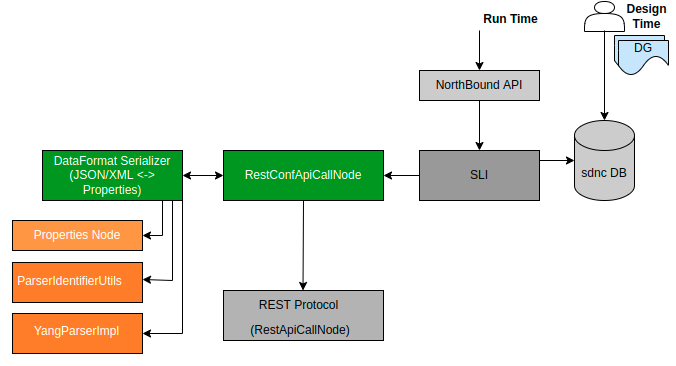 Run Time
Design
Time
DG
NorthBound API
DataFormat Serializer
(JSON/XML <->
Properties)
RestConfApiCallNode
SLI
sdnc DB
Properties Node
ParserIdentifierUtils
YangParserImpl
REST Protocol
(RestApiCallNode)